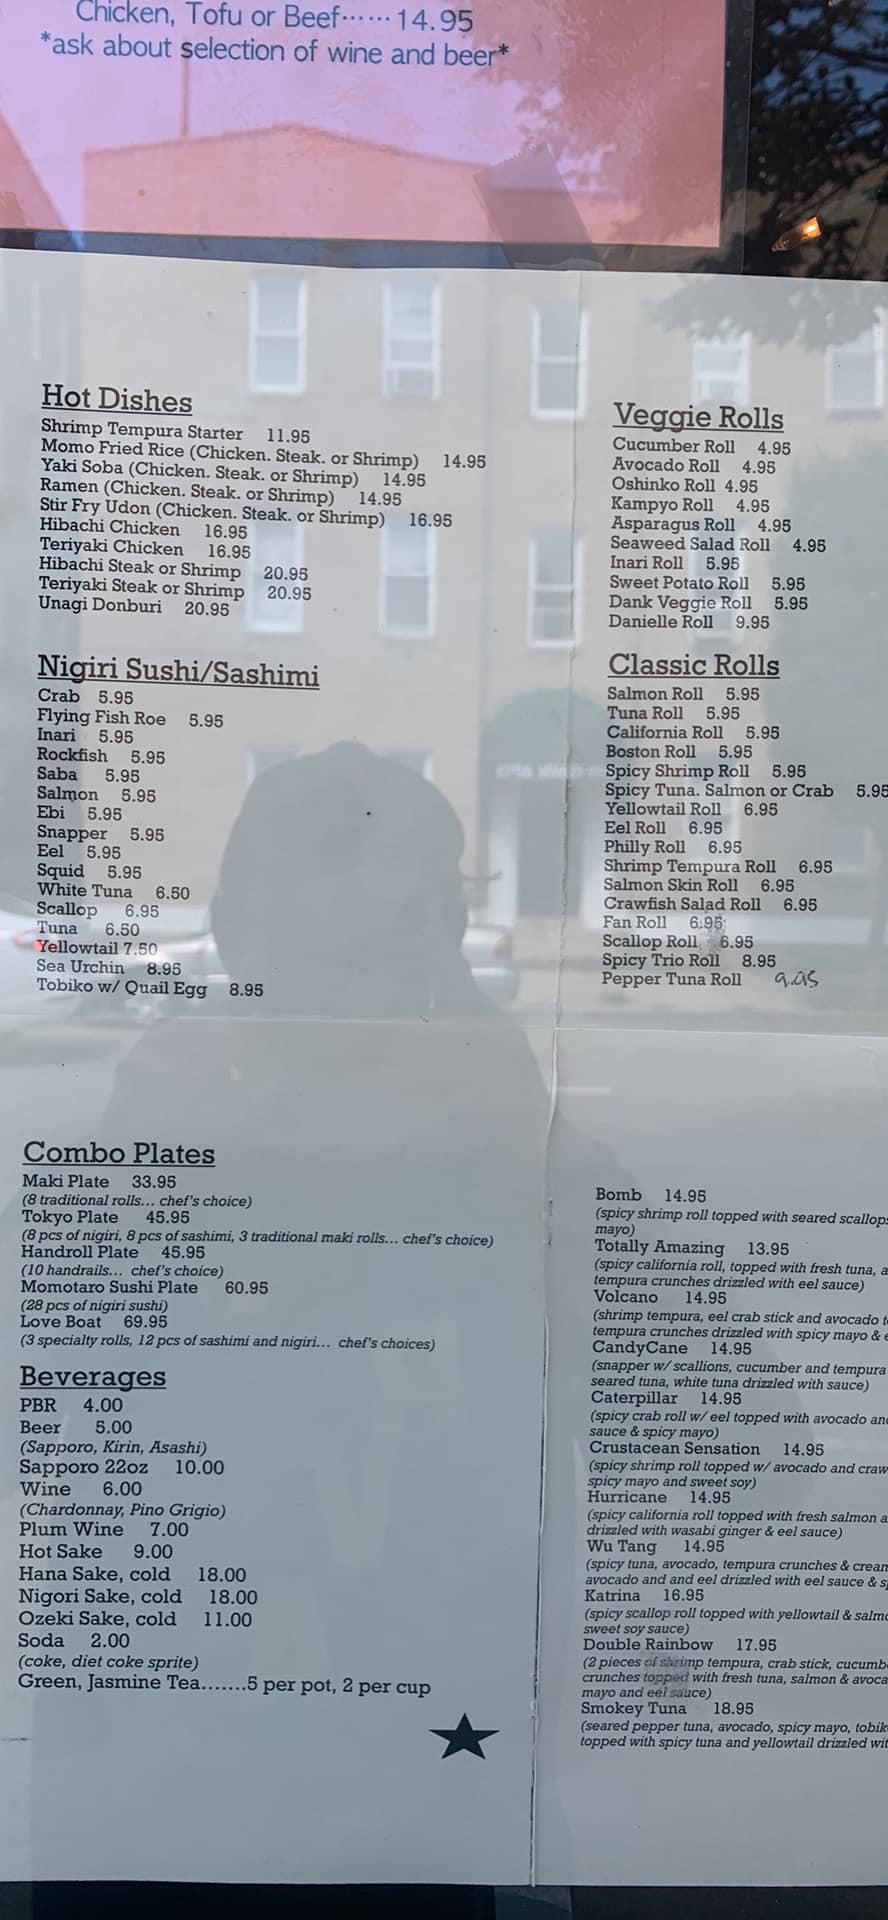 Chicken, Tofu or Beef······14.95
*ask about selection of wine and beer*
Hot Dishes
Shrimp Tempura Starter 11.95
Momo Fried Rice (Chicken. Steak. or Shrimp) 14.95
Yaki Soba (Chicken. Steak. or Shrimp) 14.95
Ramen (Chicken. Steak. or Shrimp) 14.95
Stir Fry Udon (Chicken. Steak. or Shrimp) 16.95
Hibachi Chicken 16.95
Teriyaki Chicken 16.95
Hibachi Steak or Shrimp 20.95
Teriyaki Steak or Shrimp 20.95
Unagi Donburi 20.95
Nigiri Sushi/Sashimi
Crab 5.95
Flying Fish Roe 5.95
Inari 5.95
Rockfish 5.95
Saba 5.95
Salmon 5.95
Ebi 5.95
Snapper 5.95
Eel 5.95
Squid 5.95
White Tuna 6.50
Scallop 6.95
Tuna 6.50
Yellowtail 7.50
Sea Urchin 8.95
Tobiko w/ Quail Egg 8.95
Veggie Rolls
Cucumber Roll 4.95
Avocado Roll 4.95
Oshinko Roll 4.95
Kampyo Roll 4.95
Asparagus Roll 4.95
Seaweed Salad Roll 4.95
Inari Roll 5.95
Sweet Potato Roll 5.95
Dank Veggie Roll 5.95
Danielle Roll 9.95
Classic Rolls
Salmon Roll 5.95
Tuna Roll 5.95
California Roll 5.95
Boston Roll 5.95
Spicy Shrimp Roll 5.95
Spicy Tuna. Salmon or Crab 5.95
Yellowtail Roll 6.95
Eel Roll 6.95
Philly Roll 6.95
Shrimp Tempura Roll 6.95
Salmon Skin Roll 6.95
Crawfish Salad Roll 6.95
Fan Roll 6.95
Scallop Roll 6.95
Spicy Trio Roll 8.95
Pepper Tuna Roll 9.95
Combo Plates
Maki Plate 33.95
(8 traditional rolls... chef's choice)
Tokyo Plate 45.95
(8 pcs of nigiri, 8 pcs of sashimi, 3 traditional maki rolls... chef's choice)
Handroll Plate 45.95
(10 handrails... chef's choice)
Momotaro Sushi Plate 60.95
(28 pcs of nigiri sushi)
Love Boat 69.95
(3 specialty rolls, 12 pcs of sashimi and nigiri... chef's choices)
Beverages
PBR 4.00
Beer 5.00
(Sapporo, Kirin, Asashi)
Sapporo 22oz 10.00
Wine 6.00
(Chardonnay, Pino Grigio)
Plum Wine 7.00
Hot Sake 9.00
Hana Sake, cold 18.00
Nigori Sake, cold 18.00
Ozeki Sake, cold 11.00
Soda 2.00
(coke, diet coke sprite)
Green, Jasmine Tea.......5 per pot, 2 per cup
Bomb 14.95
(spicy shrimp roll topped with seared scallops
mayo)
Totally Amazing 13.95
(spicy california roll, topped with fresh tuna, a
tempura crunches drizzled with eel sauce)
Volcano 14.95
(shrimp tempura, eel crab stick and avocado t
tempura crunches drizzled with spicy mayo & e
CandyCane 14.95
(snapper w/ scallions, cucumber and tempura
seared tuna, white tuna drizzled with sauce)
Caterpillar 14.95
(spicy crab roll w/ eel topped with avocado and
sauce & spicy mayo)
Crustacean Sensation 14.95
(spicy shrimp roll topped w/ avocado and craw
spicy mayo and sweet soy)
Hurricane 14.95
(spicy california roll topped with fresh salmon a
drizzled with wasabi ginger & eel sauce)
Wu Tang 14.95
(spicy tuna, avocado, tempura crunches & cream
avocado and and eel drizzled with eel sauce & sp
Katrina 16.95
(spicy scallop roll topped with yellowtail & salmo
sweet soy sauce)
Double Rainbow 17.95
(2 pieces of shrimp tempura, crab stick, cucumb
crunches topped with fresh tuna, salmon & avoca
mayo and eel sauce)
Smokey Tuna 18.95
(seared pepper tuna, avocado, spicy mayo, tobik
topped with spicy tuna and yellowtail drizzled wit